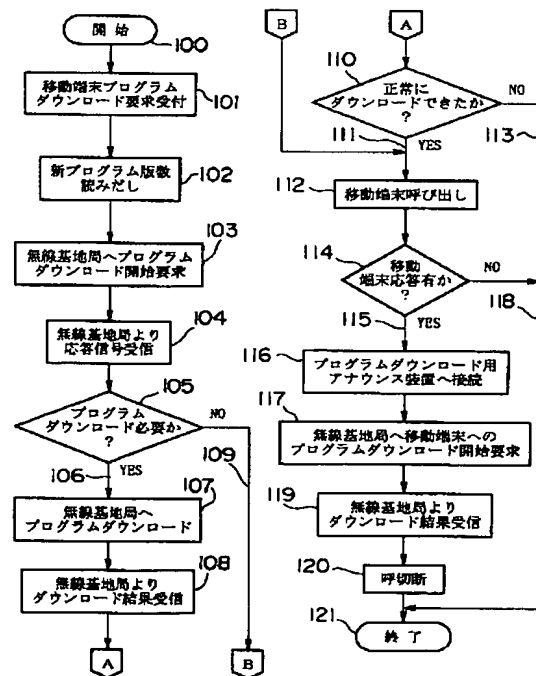 開始
100
移動端末プログラム
ダウンロード要求受付
101
新プログラム版数
読みだし
102
103
無線基地局へプログラム
ダウンロード開始要求
104
無線基地局より
応答信号受信
105
プログラム
ダウンロード必要か
?
NO
106
YES
109
107
無線基地局へ
プログラムダウンロード
108
無線基地局より
ダウンロード結果受信
A
B
B
A
110
正常に
ダウンロードできたか
?
NO
111
YES
113
112
移動端末呼び出し
114
移動
端末応答有か
?
NO
115
YES
118
116
プログラムダウンロード用
アナウンス装置へ接続
117
無線基地局へ移動端末への
プログラムダウンロード開始要求
119
無線基地局より
ダウンロード結果受信
120
呼切断
121
終了